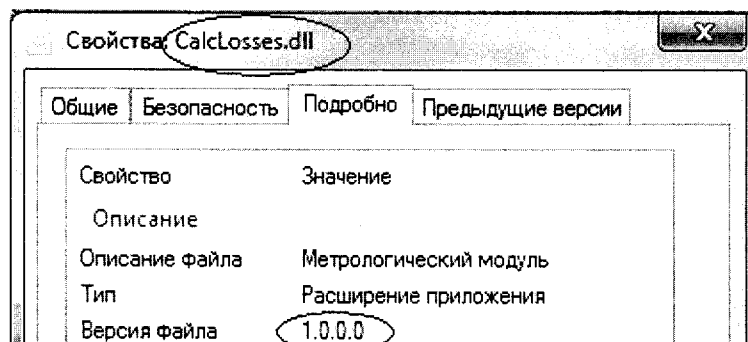 Свойства: CalcLosses.dll
Общие Безопасность Подробно Предыдущие версии
Свойство Значение
Описание
Описание файла Метрологический модуль
Тип Расширение приложения
Версия файла 1.0.0.0